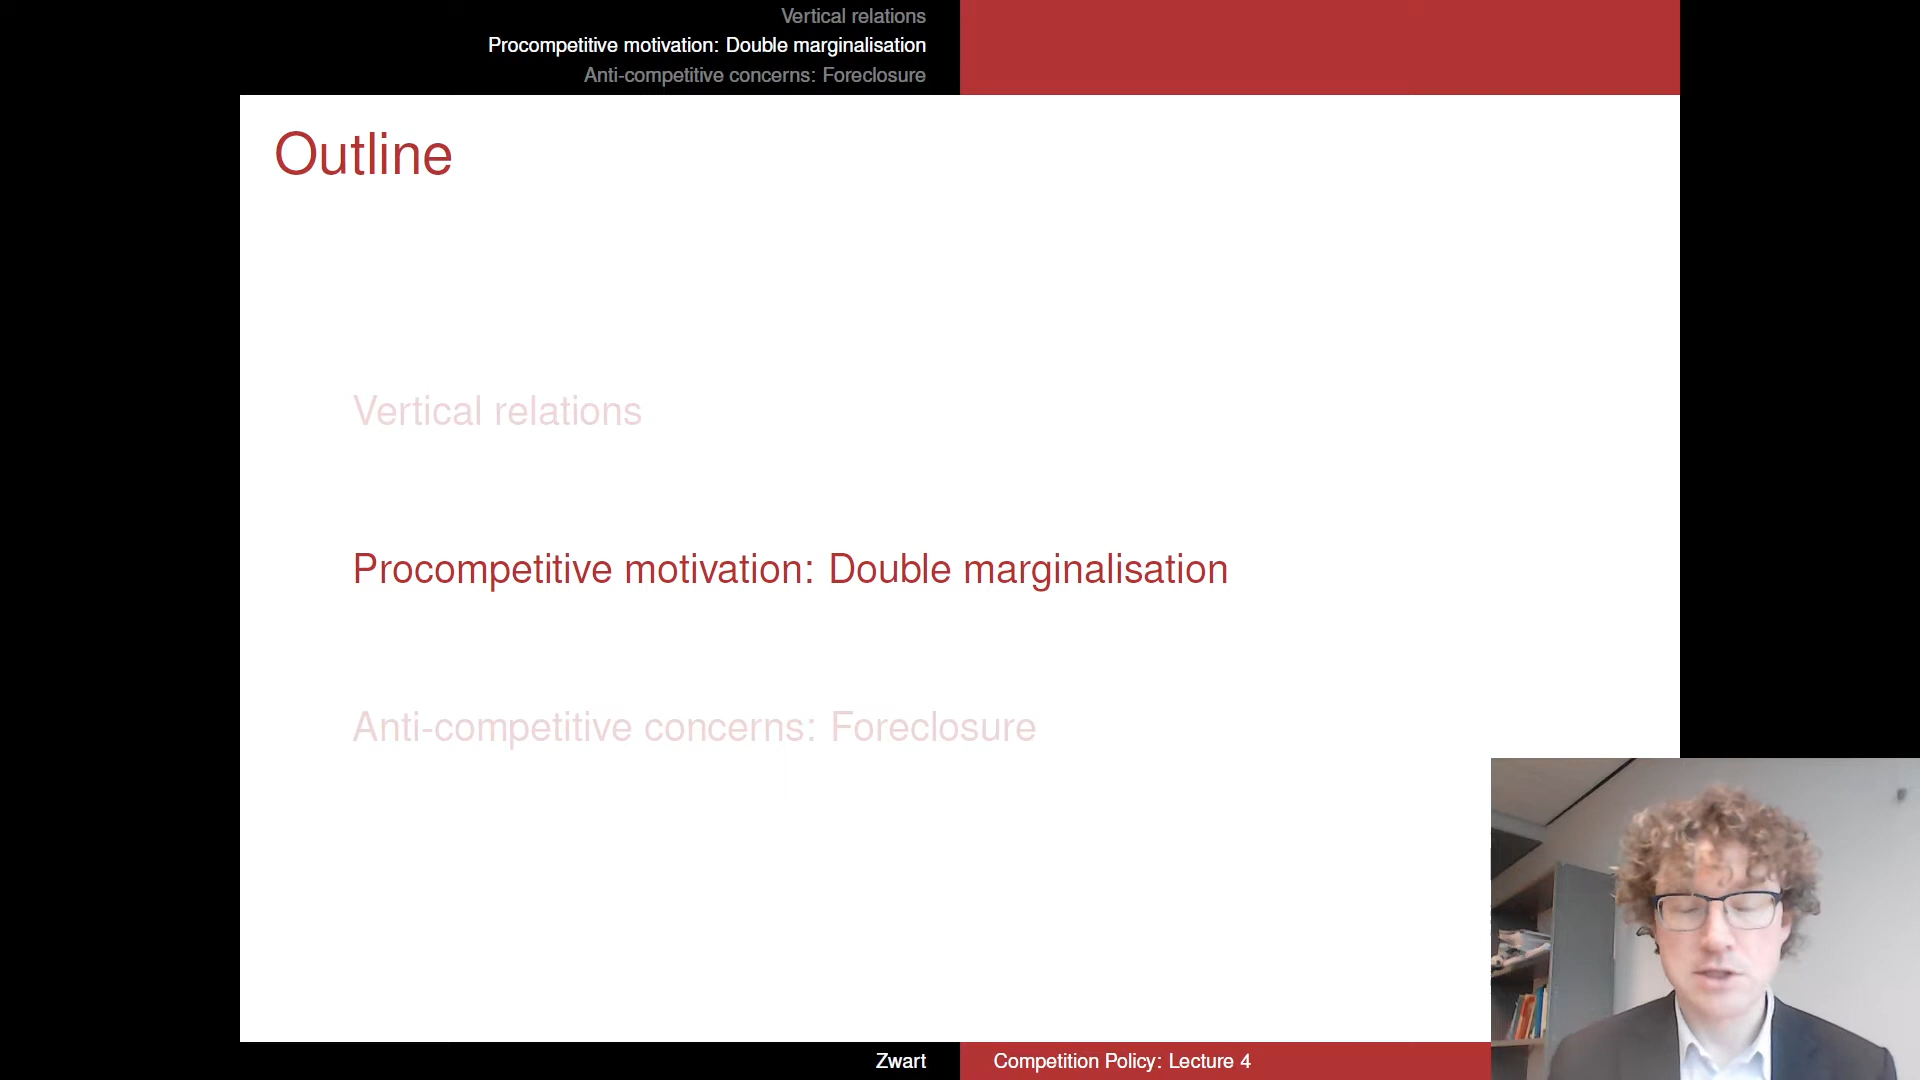 Vertical relations
Procompetitive motivation: Double marginalisation
Anti-competitive concerns: Foreclosure
Outline
Vertical relations
Procompetitive motivation: Double marginalisation
Anti-competitive concerns: Foreclosure
Zwart
Competition Policy: Lecture 4